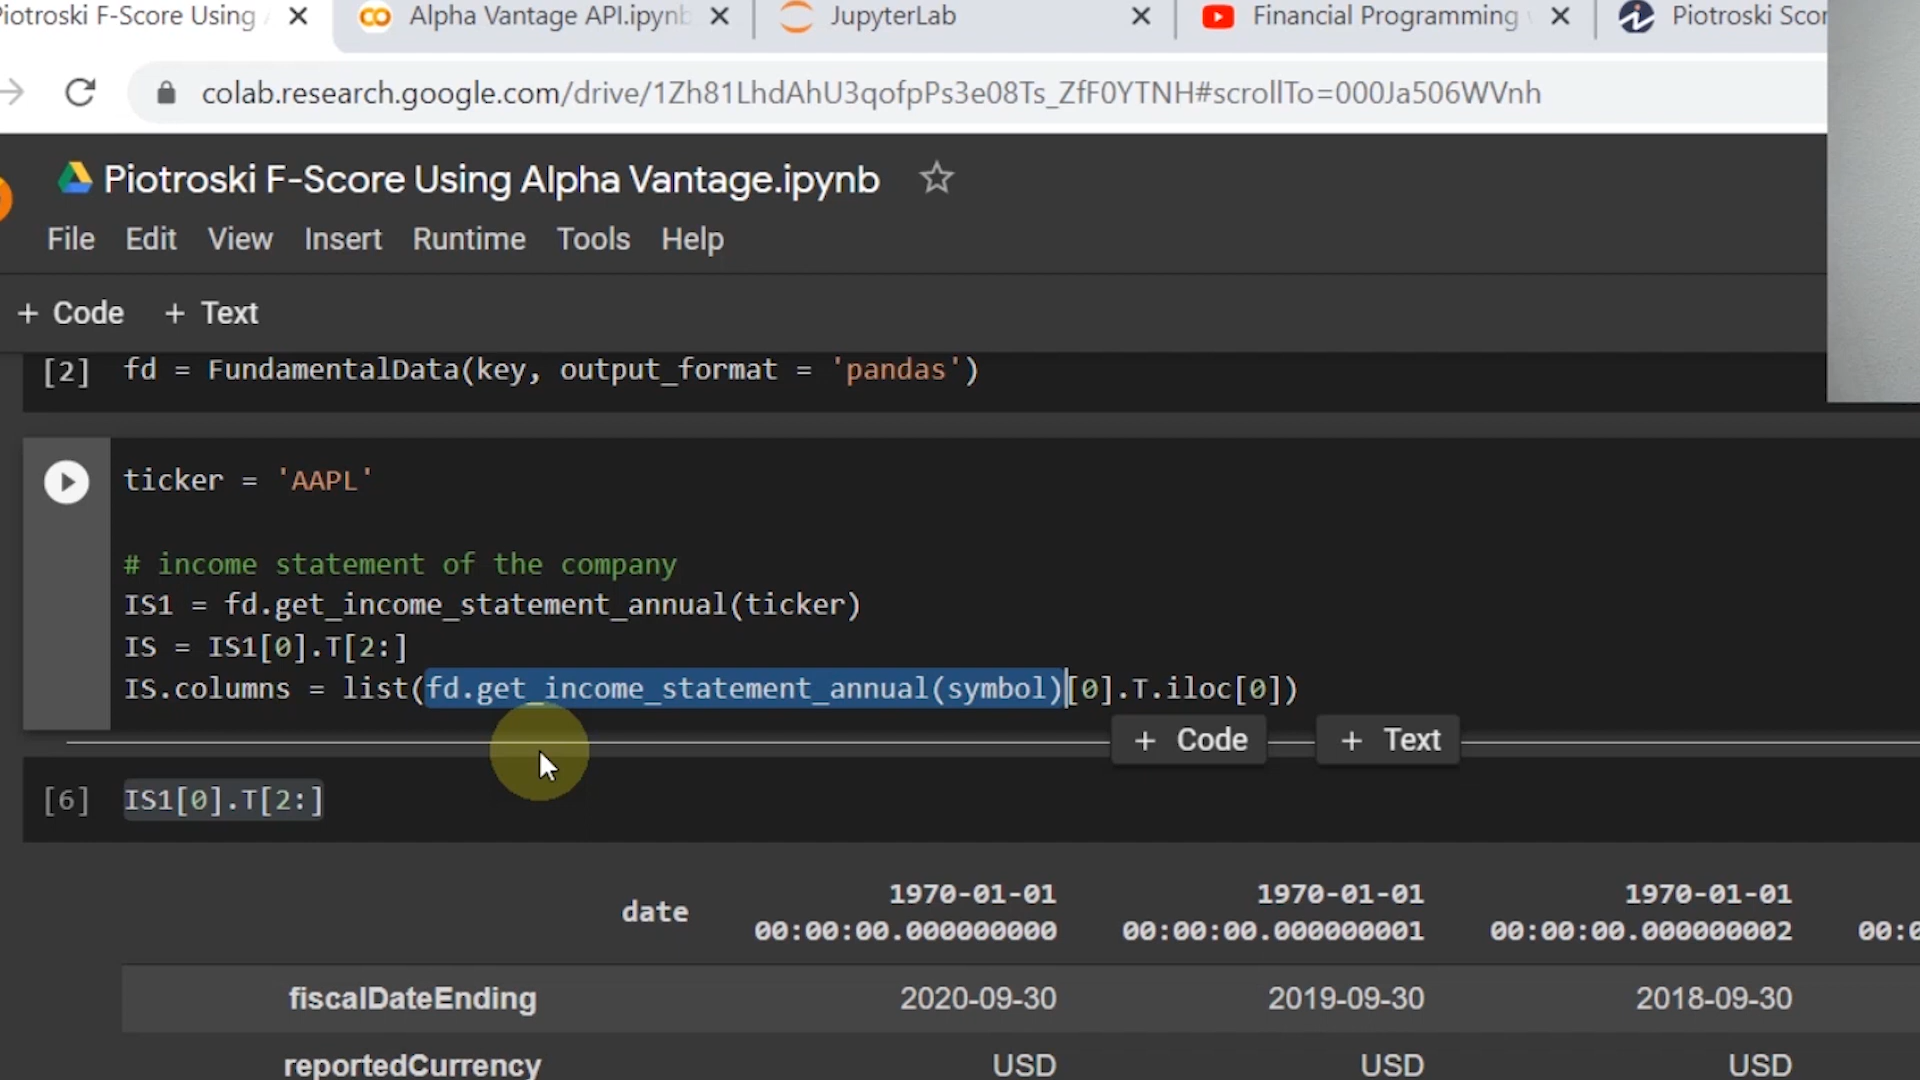 Piotroski F-Score Using
Alpha Vantage API.ipynb
JupyterLab
Financial Programming
Piotroski Scor
colab.research.google.com/drive/1Zh81LhdAhU3qofpPs3e08Ts_ZfF0YTNH#scrollTo=000Ja506WVnh
Piotroski F-Score Using Alpha Vantage.ipynb
File Edit View Insert Runtime Tools Help
+ Code + Text
[2] fd = FundamentalData(key, output_format = 'pandas')
ticker = 'AAPL'
# income statement of the company
IS1 = fd.get_income_statement_annual(ticker)
IS = IS1[0].T[2:]
IS.columns = list(fd.get_income_statement_annual(symbol)[0].T.iloc[0])
+ Code + Text
[6] IS1[0].T[2:]
date 1970-01-01 00:00:00.000000000 1970-01-01 00:00:00.000000001 1970-01-01 00:00:00.000000002 00:0
fiscalDateEnding 2020-09-30 2019-09-30 2018-09-30
reportedCurrency USD USD USD